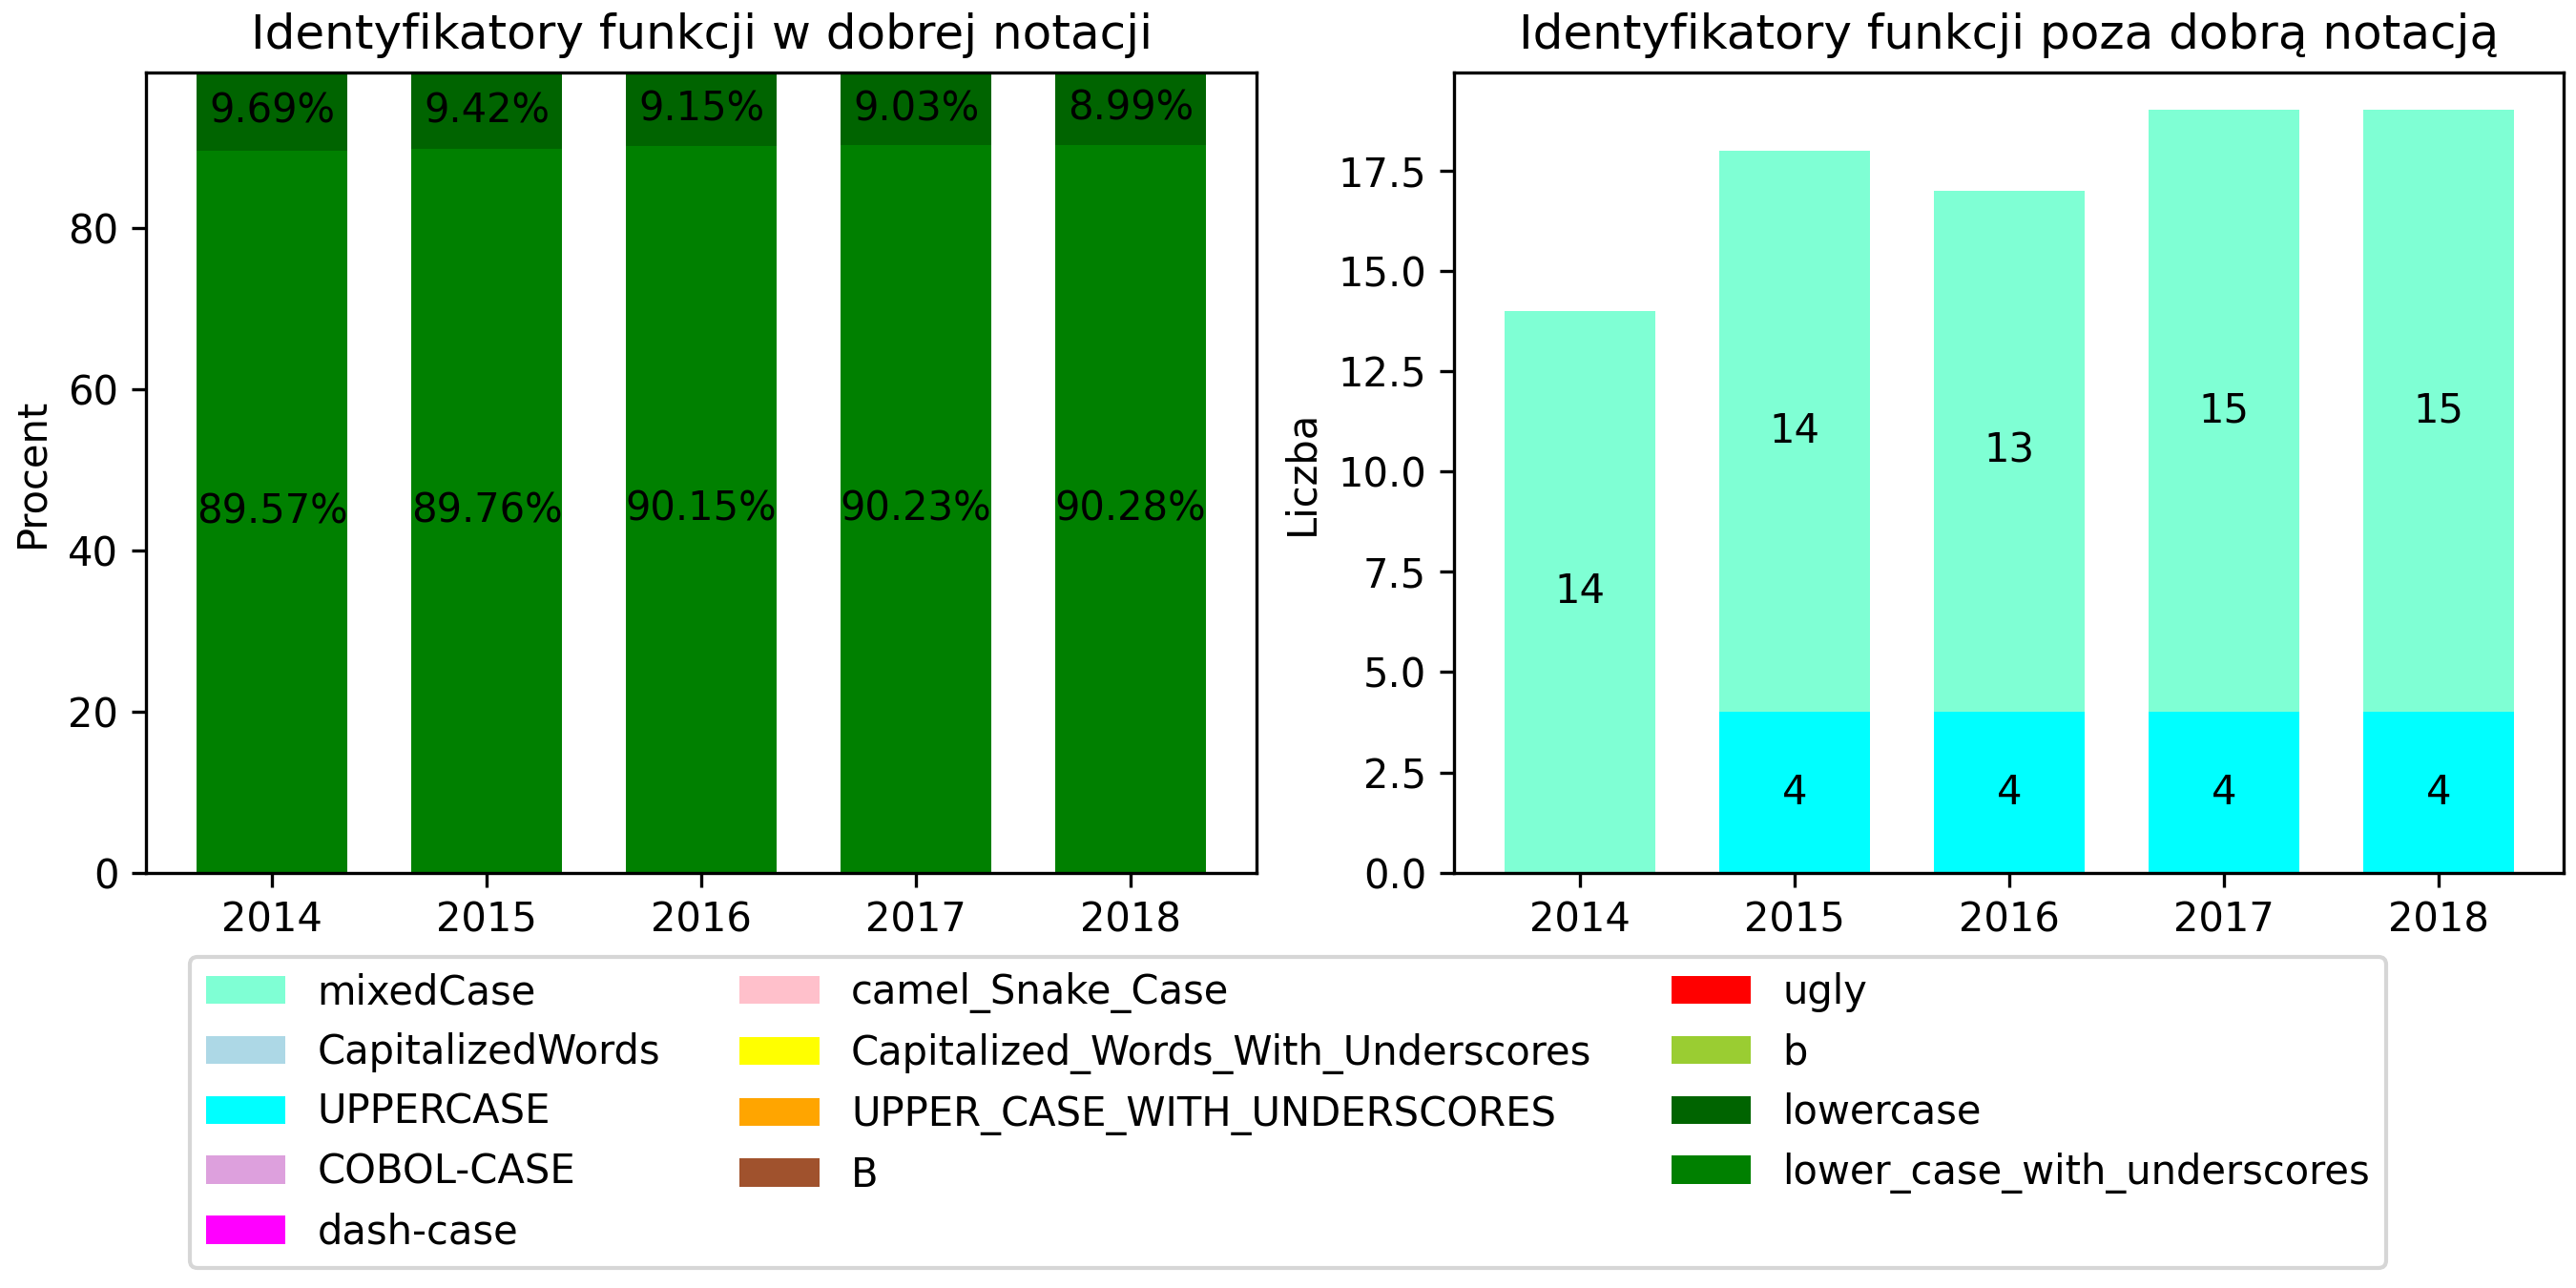 Identyfikatory funkcji w dobrej notacji
Procent
80
60
40
20
0
9.69%
9.42%
9.15%
9.03%
8.99%
89.57%
89.76%
90.15%
90.23%
90.28%
2014
2015
2016
2017
2018
Identyfikatory funkcji poza dobrą notacją
Liczba
17.5
15.0
12.5
10.0
7.5
5.0
2.5
0.0
14
14
13
15
15
4
4
4
4
2014
2015
2016
2017
2018
mixedCase
CapitalizedWords
UPPERCASE
COBOL-CASE
dash-case
camel_Snake_Case
Capitalized_Words_With_Underscores
UPPER_CASE_WITH_UNDERSCORES
B
ugly
b
lowercase
lower_case_with_underscores